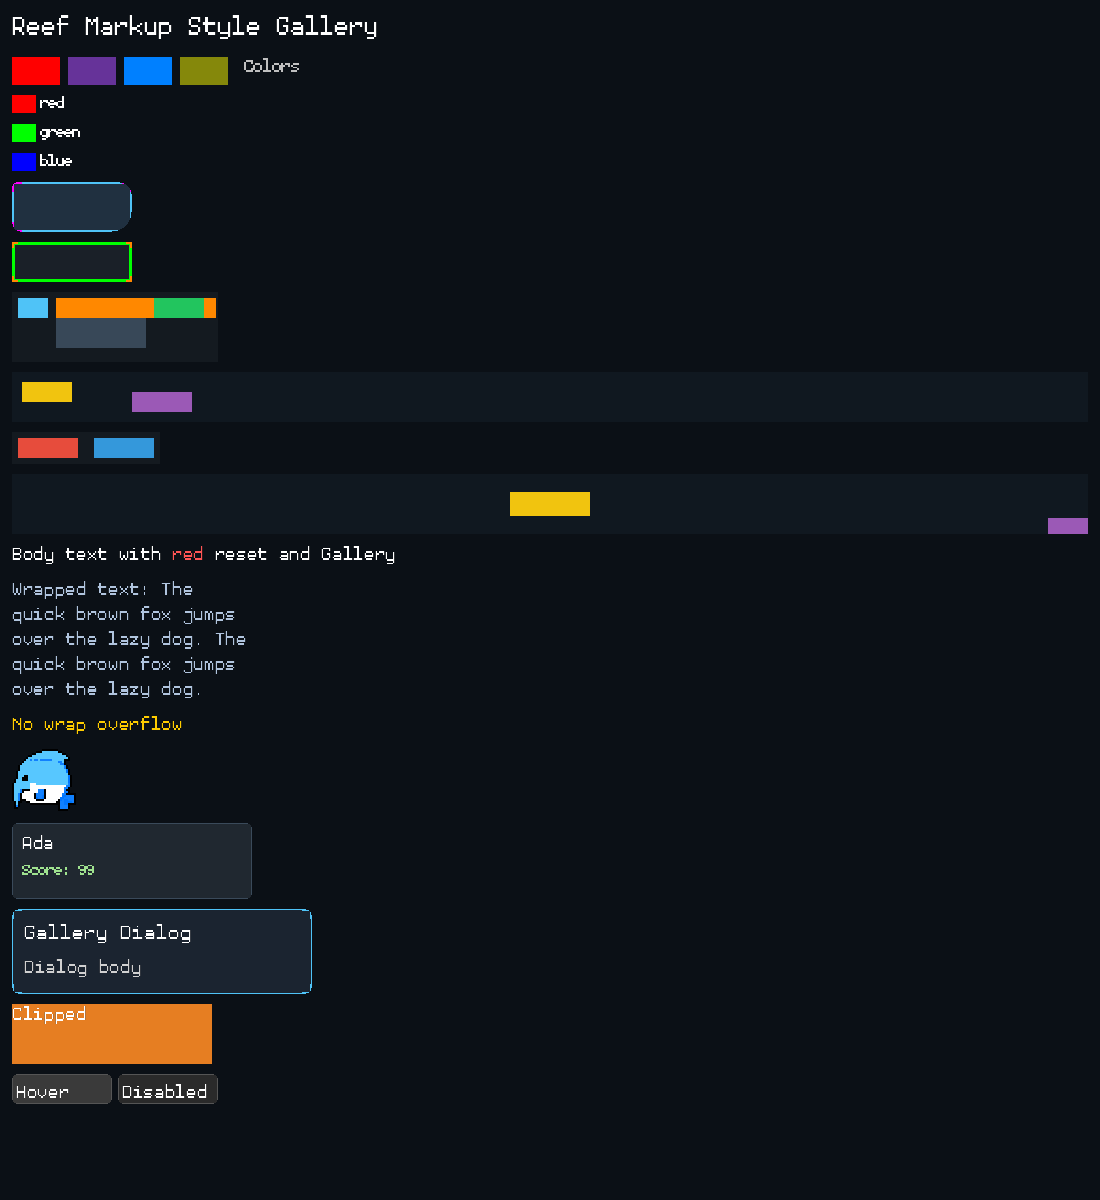 Reef Markup Style Gallery
Colors
red
green
blue
Body text with red reset and Gallery
Wrapped text: The
quick brown fox jumps
over the lazy dog. The
quick brown fox jumps
over the lazy dog.
No wrap overflow
Ada
Score: 99
Gallery Dialog
Dialog body
Clipped
Hover Disabled